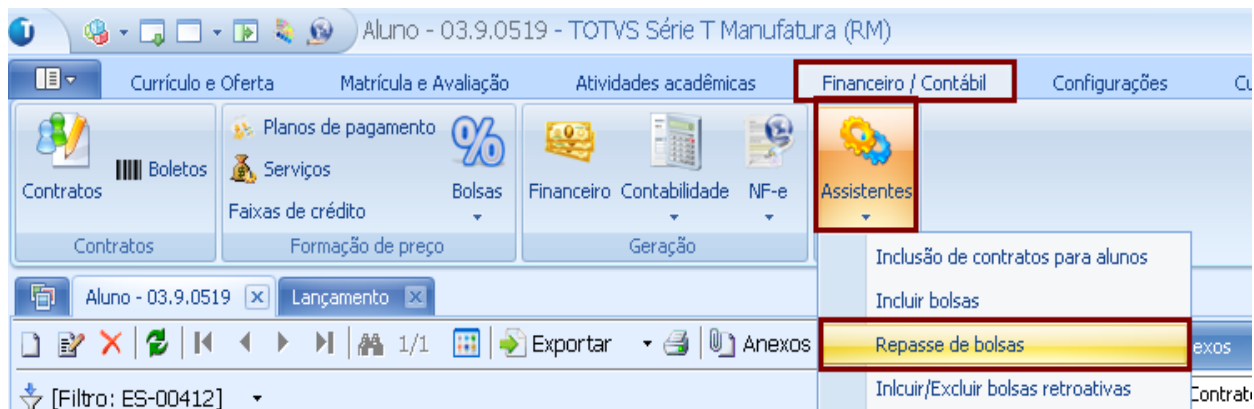 Aluno - 03.9.0519 - TOTVS Série T Manufatura (RM)
Currículo e Oferta Matrícula e Avaliação Atividades acadêmicas Financeiro / Contábil Configurações Cu
Planos de pagamento %
Boletos Serviços
Contratos Bolsas Financeiro Contabilidade NF-e Assistentes
Faixas de crédito
Contratos Formação de preço Geração
Inclusão de contratos para alunos
Aluno - 03.9.0519 Lançamento
Incluir bolsas
1/1 Exportar Anexos Repasse de bolsas exos
[Filtro: ES-00412] Inlcuir/Excluir bolsas retroativas Contrato